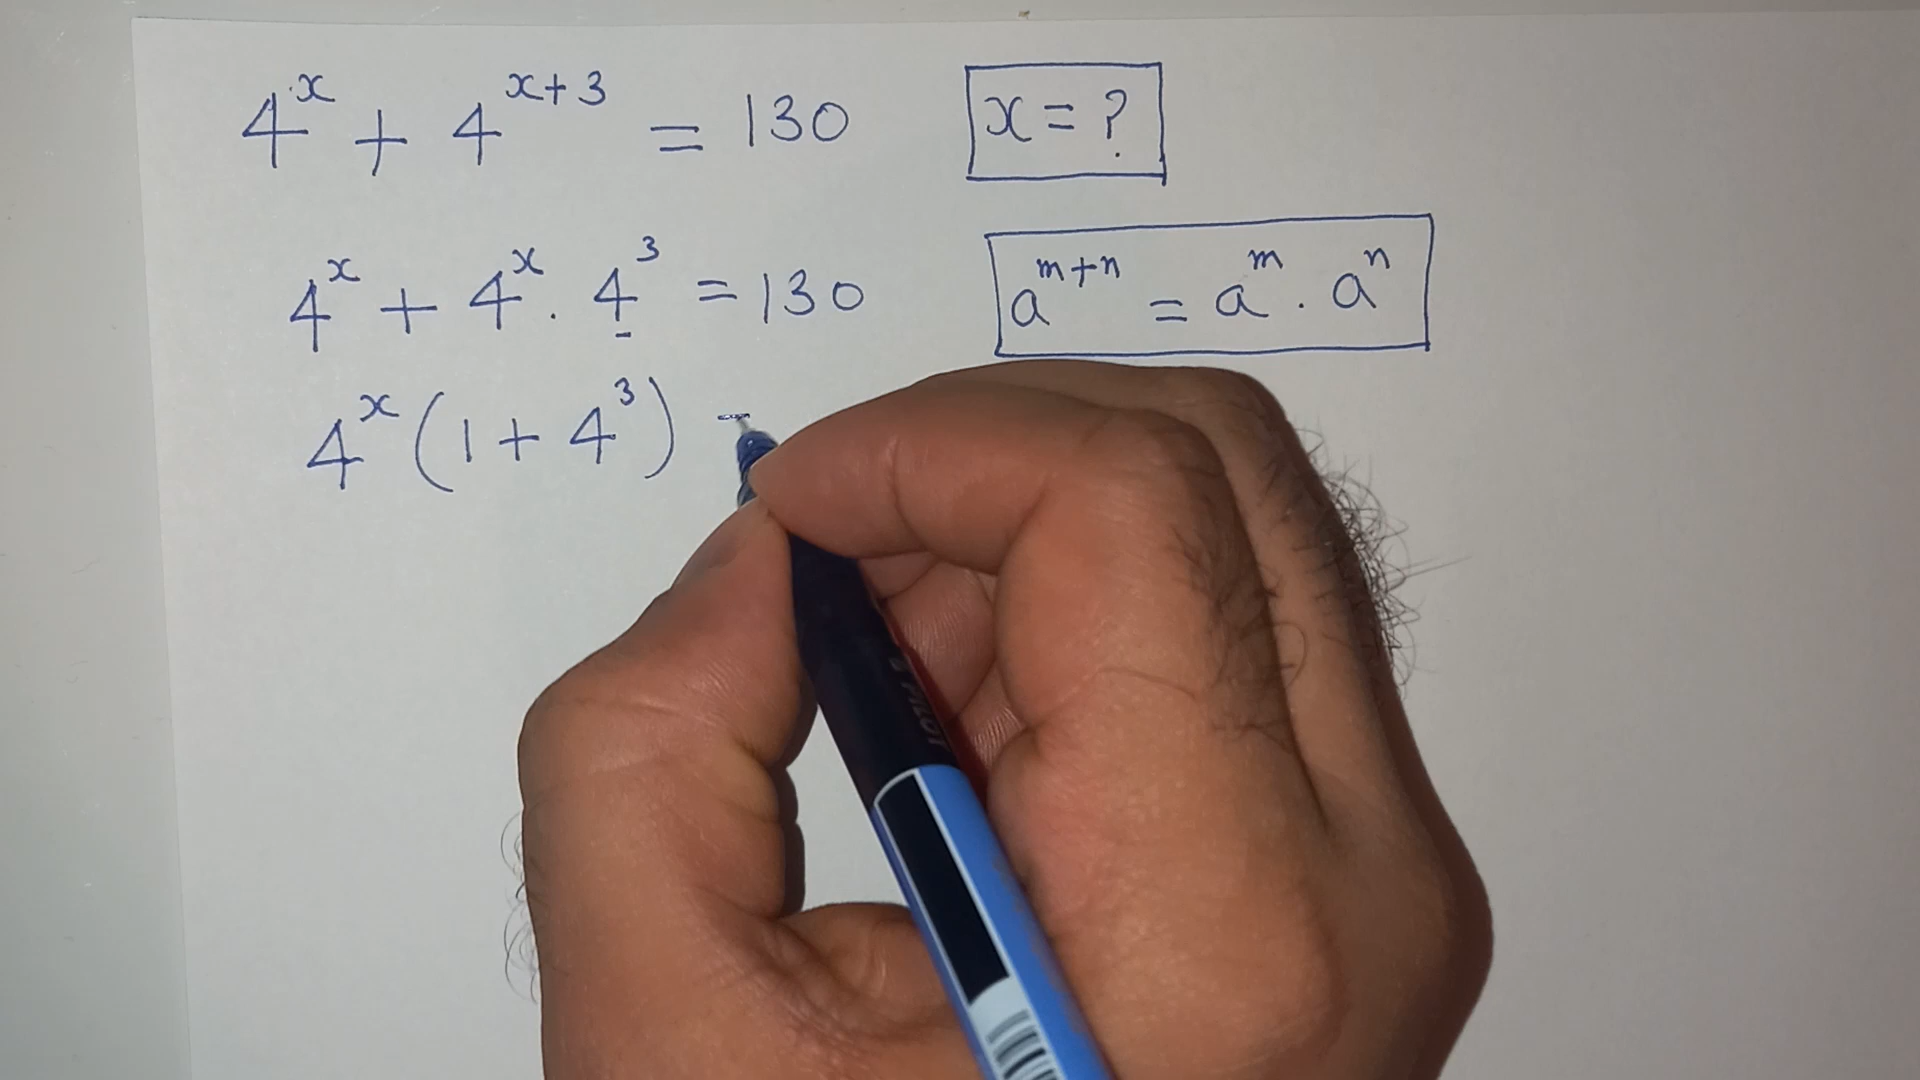 4^x + 4^{x+3} = 130   x = ?
4^x + 4^x . 4^3 = 130   a^{m+n} = a^m . a^n
4^x (1 + 4^3) -